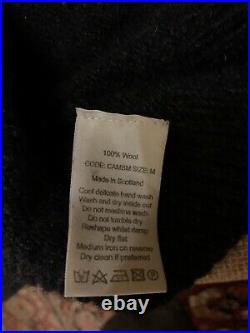 100% Wool
CODE: CAMSM SIZE: M
Made in Scotland
Cool delicate hand wash
Wash and dry inside out
Do not machine wash
Do not tumble dry
Reshape whilst damp
Dry flat
Medium iron on reverse
Dry clean if preferred